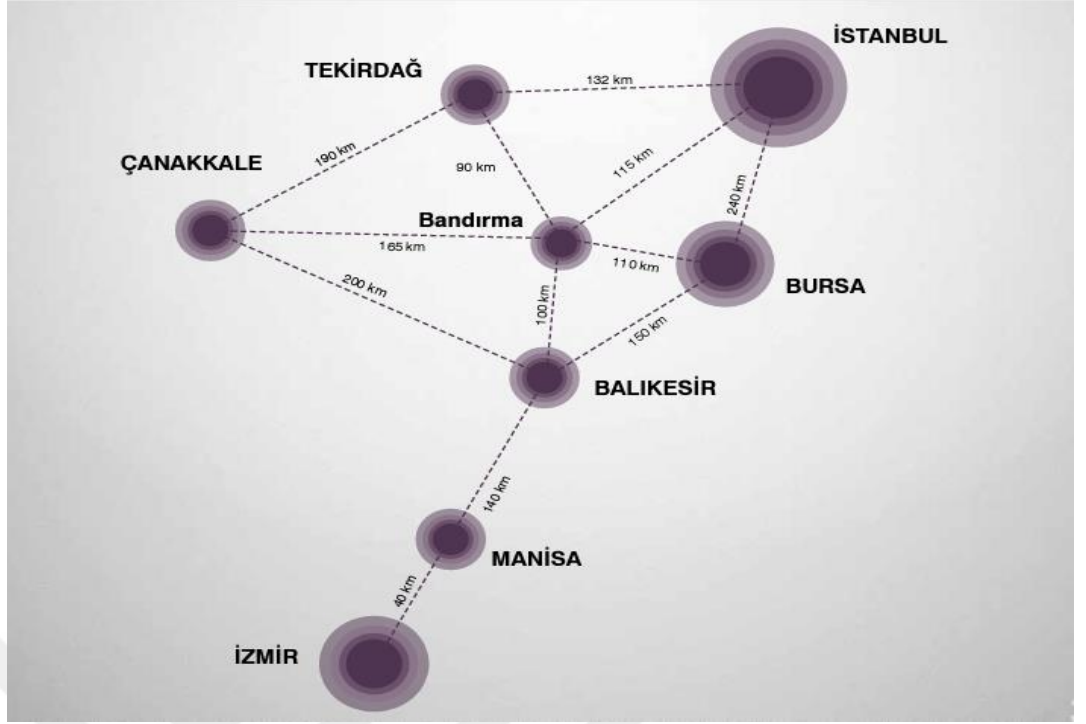 İSTANBUL
TEKİRDAĞ
132 km
190 km
ÇANAKKALE
90 km
115 km
240 km
Bandırma
165 km
110 km
BURSA
200 km
100 km
150 km
BALIKESİR
140 km
MANİSA
40 km
İZMİR